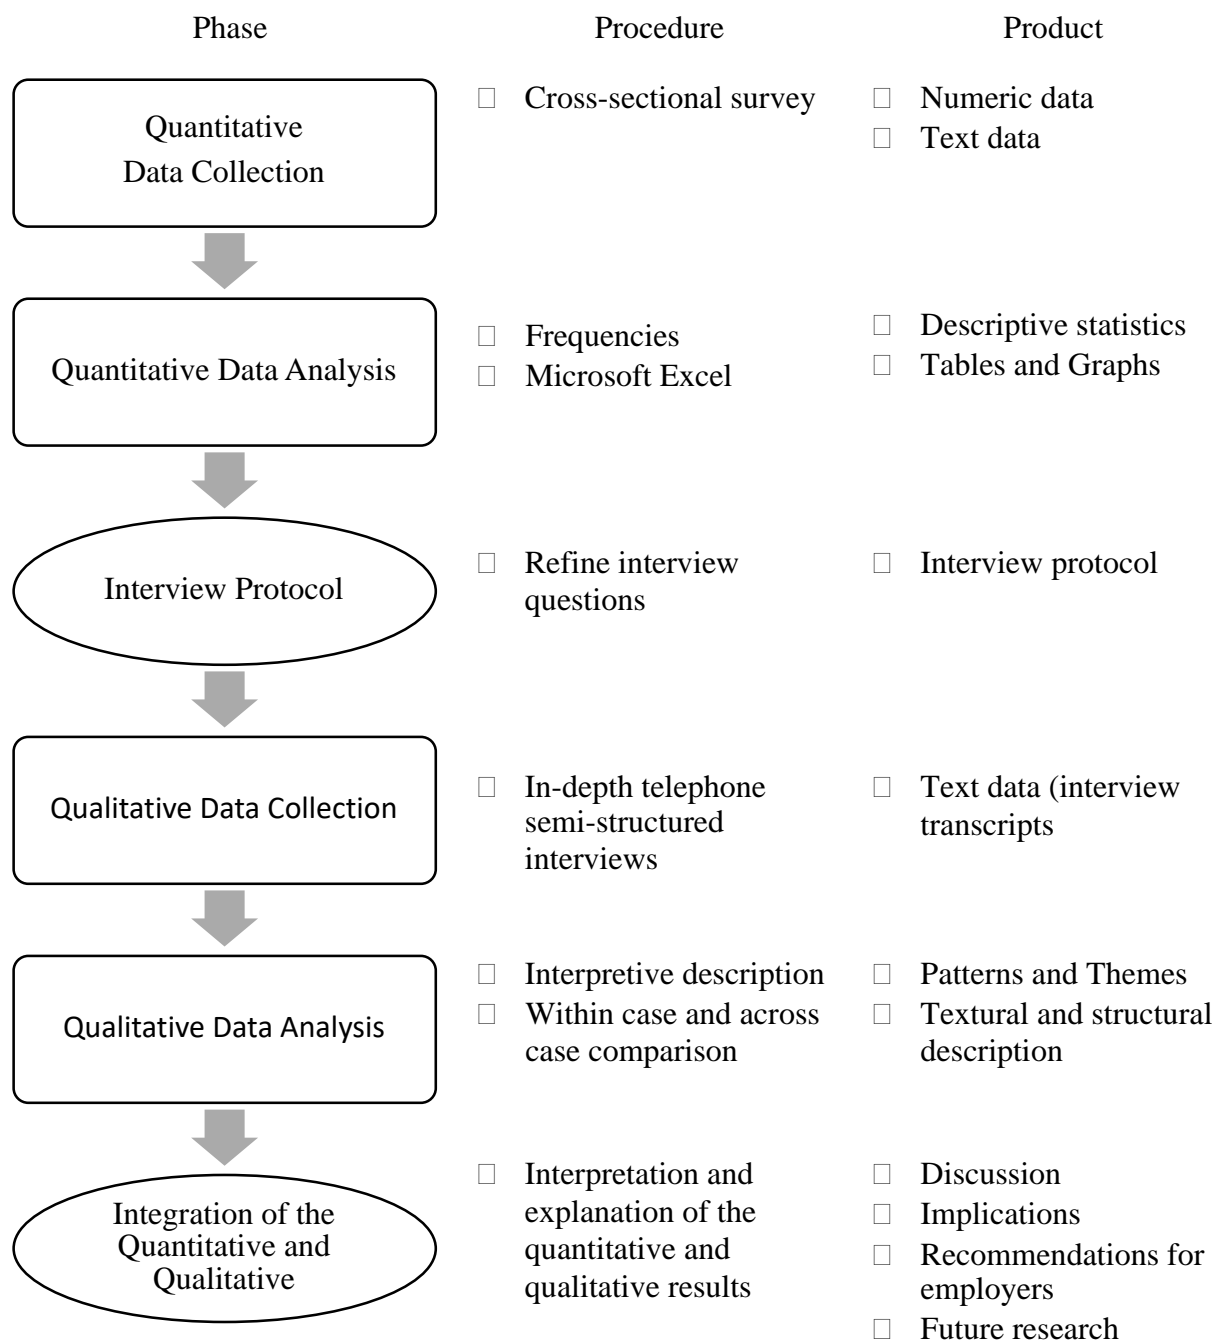 Phase
Procedure
Product
Quantitative
Data Collection
□ Cross-sectional survey
□ Numeric data
□ Text data
Quantitative Data Analysis
□ Frequencies
□ Microsoft Excel
□ Descriptive statistics
□ Tables and Graphs
Interview Protocol
□ Refine interview
questions
□ Interview protocol
Qualitative Data Collection
□ In-depth telephone
semi-structured
interviews
□ Text data (interview
transcripts
Qualitative Data Analysis
□ Interpretive description
□ Within case and across
case comparison
□ Patterns and Themes
□ Textural and structural
description
Integration of the
Quantitative and
Qualitative
□ Interpretation and
explanation of the
quantitative and
qualitative results
□ Discussion
□ Implications
□ Recommendations for
employers
□ Future research